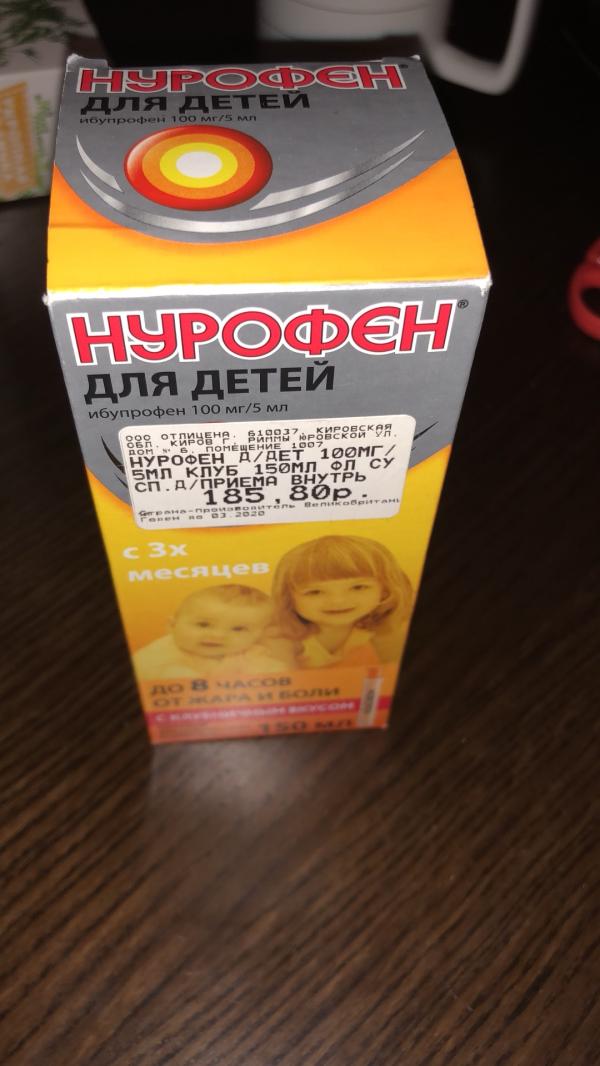 НУРОФЕН®
ДЛЯ ДЕТЕЙ
ибупрофен 100 мг/5 мл
НУРОФЕН®
ДЛЯ ДЕТЕЙ
ибупрофен 100 мг/5 мл
ООО ОТЛИЦЕНА, 610037, КИРОВСКАЯ
ОБЛ, КИРОВ Г, РИММЫ ЮРОВСКОЙ УЛ,
ДОМ № 6, ПОМЕЩЕНИЕ 1007
НУРОФЕН Д/ДЕТ 100МГ/
5МЛ КЛУБ 150МЛ ФЛ СУ
СП.Д/ПРИЕМА ВНУТРЬ
185,80р.
Страна-производитель Великобритан
Годен до 03.2020
с 3х
месяцев
ДО 8 ЧАСОВ
ОТ ЖАРА И БОЛИ
С КЛУБНИЧНЫМ ВКУСОМ
150 мл